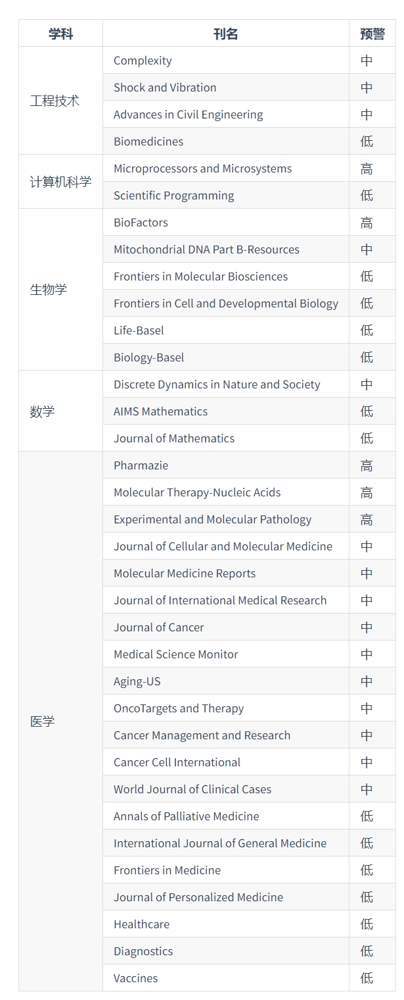 学科 刊名 预警
工程技术 Complexity 中
Shock and Vibration 中
Advances in Civil Engineering 中
Biomedicines 低
计算机科学 Microprocessors and Microsystems 高
Scientific Programming 低
生物学 BioFactors 高
Mitochondrial DNA Part B-Resources 中
Frontiers in Molecular Biosciences 低
Frontiers in Cell and Developmental Biology 低
Life-Basel 低
Biology-Basel 低
数学 Discrete Dynamics in Nature and Society 中
AIMS Mathematics 低
Journal of Mathematics 低
医学 Pharmazie 高
Molecular Therapy-Nucleic Acids 高
Experimental and Molecular Pathology 高
Journal of Cellular and Molecular Medicine 中
Molecular Medicine Reports 中
Journal of International Medical Research 中
Journal of Cancer 中
Medical Science Monitor 中
Aging-US 中
OncoTargets and Therapy 中
Cancer Management and Research 中
Cancer Cell International 中
World Journal of Clinical Cases 中
Annals of Palliative Medicine 低
International Journal of General Medicine 低
Frontiers in Medicine 低
Journal of Personalized Medicine 低
Healthcare 低
Diagnostics 低
Vaccines 低